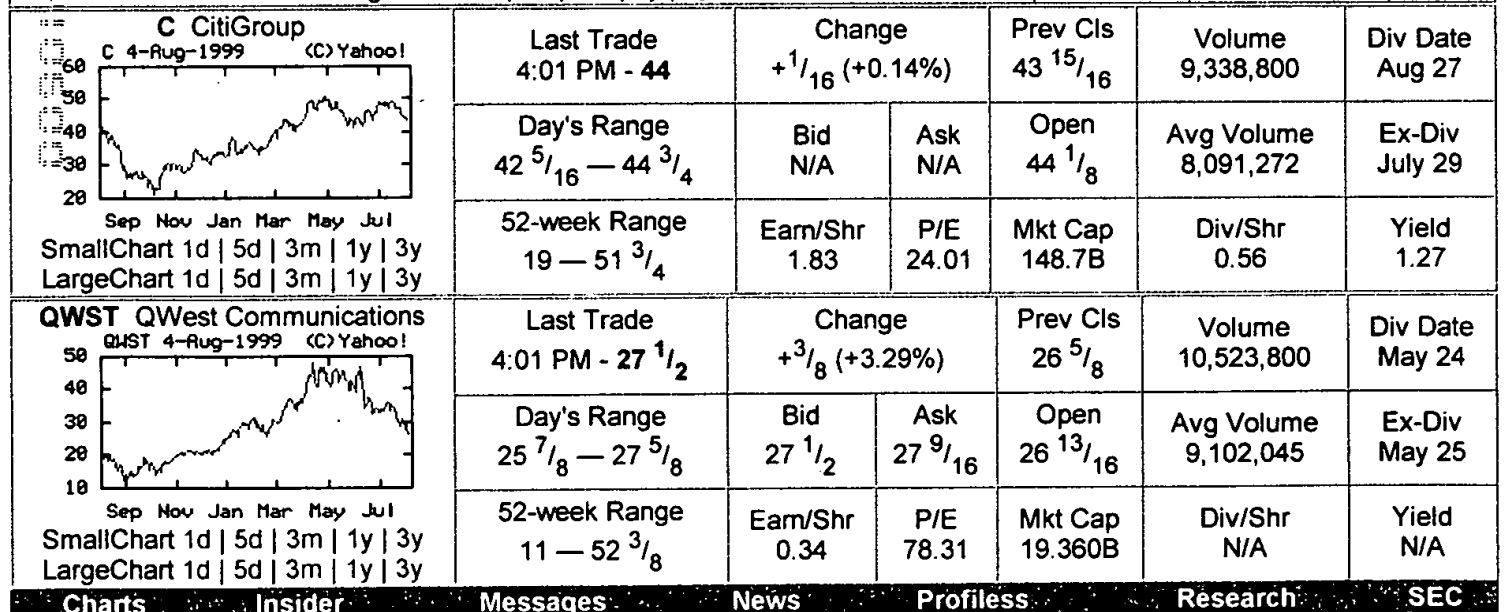 C CitiGroup
C 4-Aug-1999 (C)Yahoo!
60
50
40
30
20
Sep Nov Jan Mar May Jul
SmallChart 1d | 5d | 3m | 1y | 3y
LargeChart 1d | 5d | 3m | 1y | 3y
Last Trade
4:01 PM - 44
Change
+1/16 (+0.14%)
Prev Cls
43 15/16
Volume
9,338,800
Div Date
Aug 27
Day's Range
42 5/16 — 44 3/4
Bid
N/A
Ask
N/A
Open
44 1/8
Avg Volume
8,091,272
Ex-Div
July 29
52-week Range
19 — 51 3/4
Earn/Shr
1.83
P/E
24.01
Mkt Cap
148.7B
Div/Shr
0.56
Yield
1.27
QWST QWest Communications
QWST 4-Aug-1999 (C)Yahoo!
50
40
30
20
10
Sep Nov Jan Mar May Jul
SmallChart 1d | 5d | 3m | 1y | 3y
LargeChart 1d | 5d | 3m | 1y | 3y
Last Trade
4:01 PM - 27 1/2
Change
+3/8 (+3.29%)
Prev Cls
26 5/8
Volume
10,523,800
Div Date
May 24
Day's Range
25 7/8 — 27 5/8
Bid
27 1/2
Ask
27 9/16
Open
26 13/16
Avg Volume
9,102,045
Ex-Div
May 25
52-week Range
11 — 52 3/8
Earn/Shr
0.34
P/E
78.31
Mkt Cap
19.360B
Div/Shr
N/A
Yield
N/A
Charts Insider Messages News Profiless Research SEC